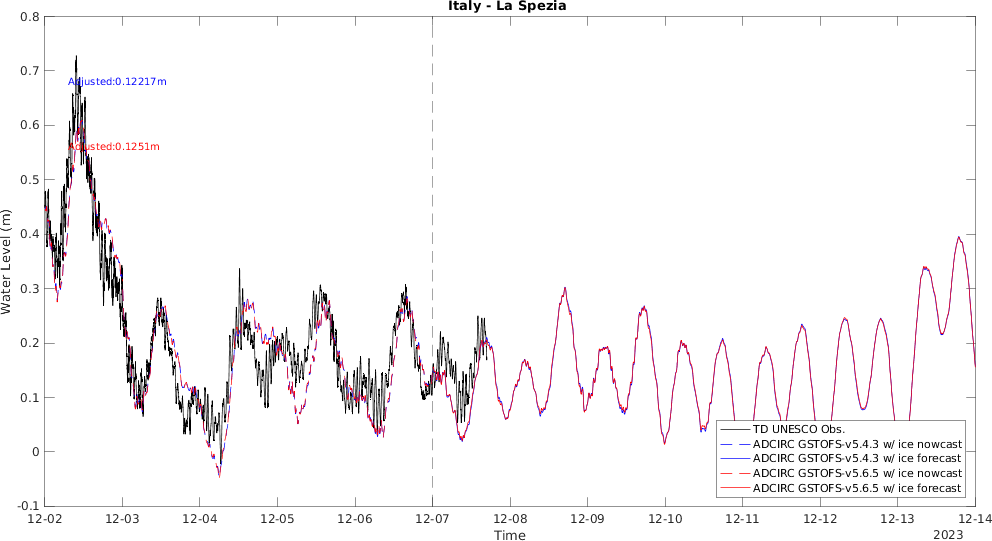 Italy - La Spezia
0.8
0.7
0.6
0.5
0.4
0.3
0.2
0.1
0
-0.1
Water Level (m)
Adjusted:0.12217m
Adjusted:0.1251m
TD UNESCO Obs.
ADCIRC GSTOFS-v5.4.3 w/ ice nowcast
ADCIRC GSTOFS-v5.4.3 w/ ice forecast
ADCIRC GSTOFS-v5.6.5 w/ ice nowcast
ADCIRC GSTOFS-v5.6.5 w/ ice forecast
12-02 12-03 12-04 12-05 12-06 12-07 12-08 12-09 12-10 12-11 12-12 12-13 12-14
Time
2023